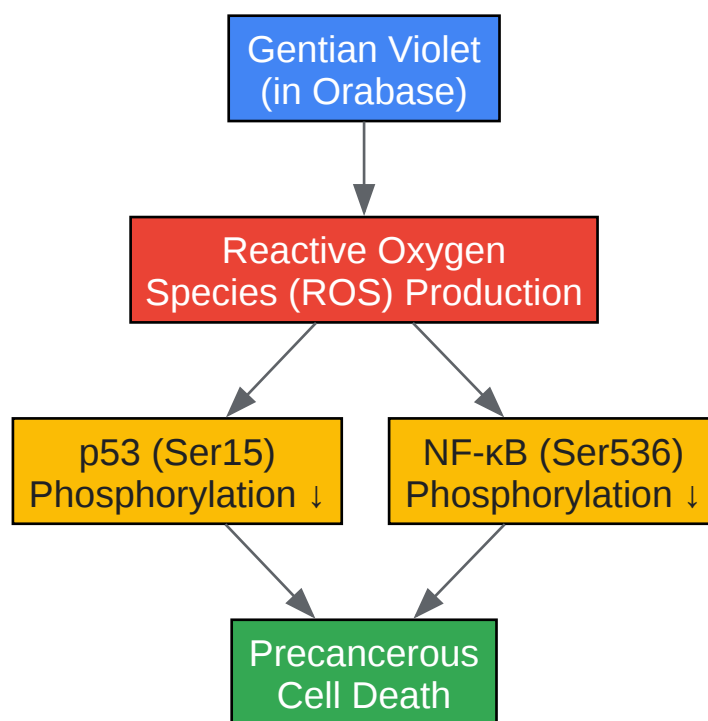 Gentian Violet
(in Orabase)
Reactive Oxygen
Species (ROS) Production
p53 (Ser15)
Phosphorylation ↓
NF-κB (Ser536)
Phosphorylation ↓
Precancerous
Cell Death